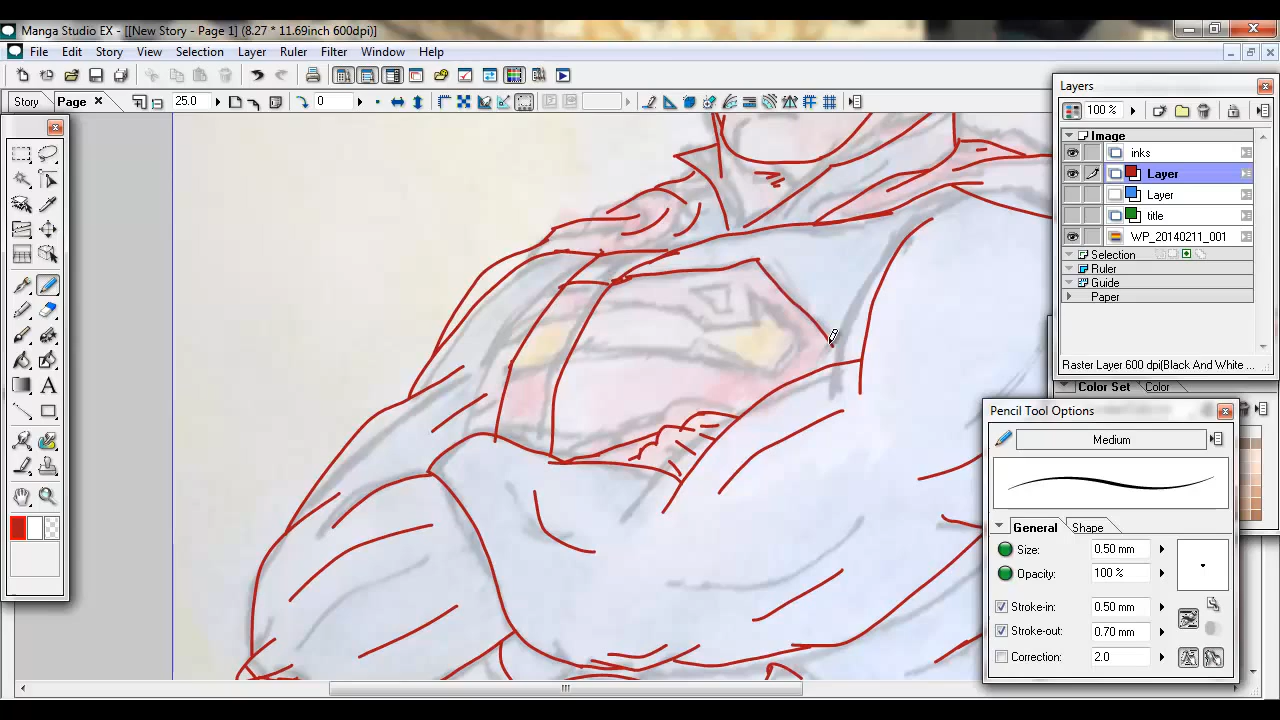 Manga Studio EX - [[New Story - Page 1] (8.27 * 11.69inch 600dpi)]
File Edit Story View Selection Layer Ruler Filter Window Help
Story Page 25.0 0
Layers
100 %
Image
inks
Layer
Layer
title
WP_20140211_001
Selection
Ruler
Guide
Paper
Raster Layer 600 dpi(Black And White ...
Color Set Color
Pencil Tool Options
Medium
General Shape
Size: 0.50 mm
Opacity: 100 %
Stroke-in: 0.50 mm
Stroke-out: 0.70 mm
Correction: 2.0